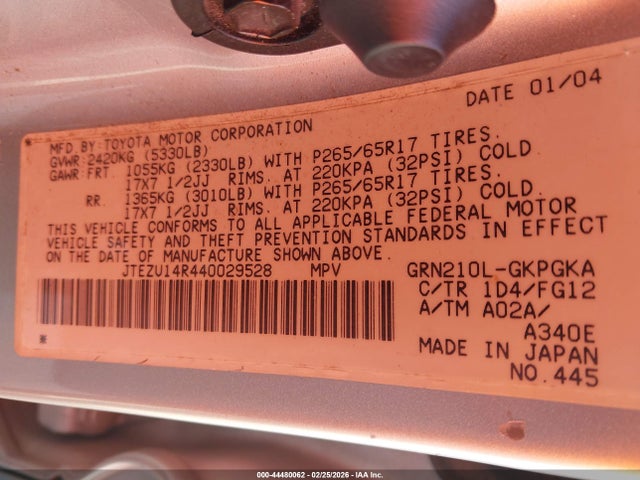 DATE 01/04
MFD.BY:TOYOTA MOTOR CORPORATION
GVWR:2420KG (5330LB)
GAWR:FRT. 1055KG (2330LB) WITH P265/65R17 TIRES.
17X7 1/2JJ RIMS. AT 220KPA (32PSI) COLD
RR. 1365KG (3010LB) WITH P265/65R17 TIRES.
17X7 1/2JJ RIMS. AT 220KPA (32PSI) COLD.
THIS VEHICLE CONFORMS TO ALL APPLICABLE FEDERAL MOTOR
VEHICLE SAFETY AND THEFT PREVENTION STANDARDS IN EFFECT
ON THE DATE OF MANUFACTURE SHOWN ABOVE.
JTEZU14R440029528 MPV GRN210L-GKPGKA
C/TR 1D4/FG12
A/TM A02A/
A340E
MADE IN JAPAN
NO.445
000-44480062 - 02/25/2026 - IAA Inc.